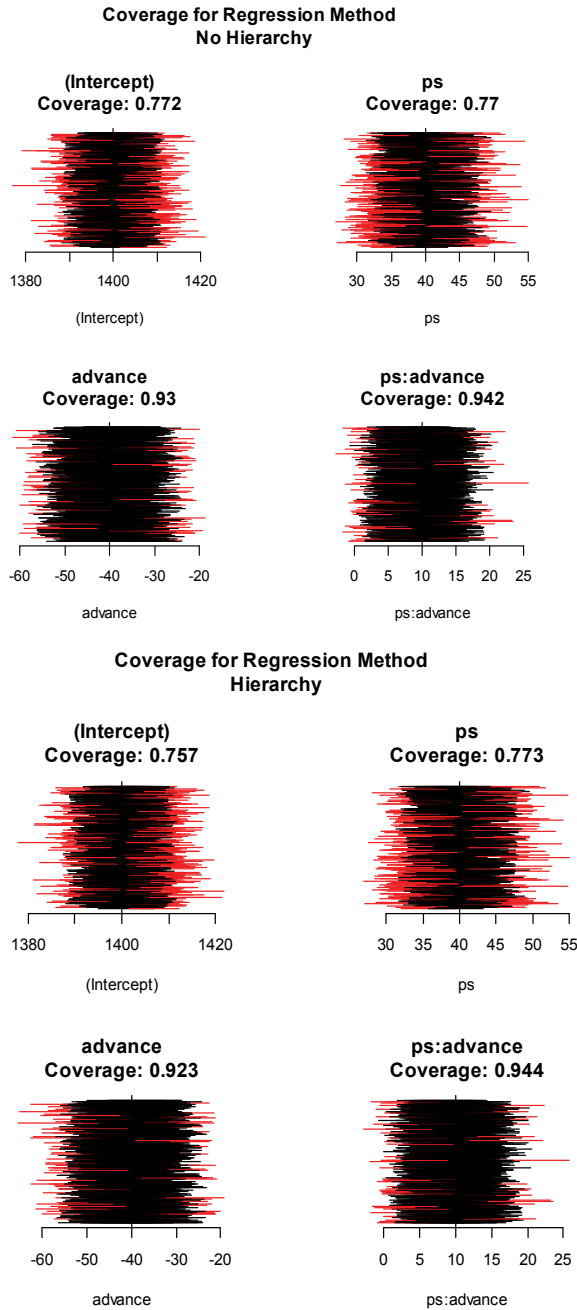 Coverage for Regression Method
No Hierarchy
(Intercept)
Coverage: 0.772
1380 1400 1420
(Intercept)
ps
Coverage: 0.77
30 35 40 45 50 55
ps
advance
Coverage: 0.93
-60 -50 -40 -30 -20
advance
ps:advance
Coverage: 0.942
0 5 10 15 20 25
ps:advance
Coverage for Regression Method
Hierarchy
(Intercept)
Coverage: 0.757
1380 1400 1420
(Intercept)
ps
Coverage: 0.773
30 35 40 45 50 55
ps
advance
Coverage: 0.923
-60 -50 -40 -30 -20
advance
ps:advance
Coverage: 0.944
0 5 10 15 20 25
ps:advance